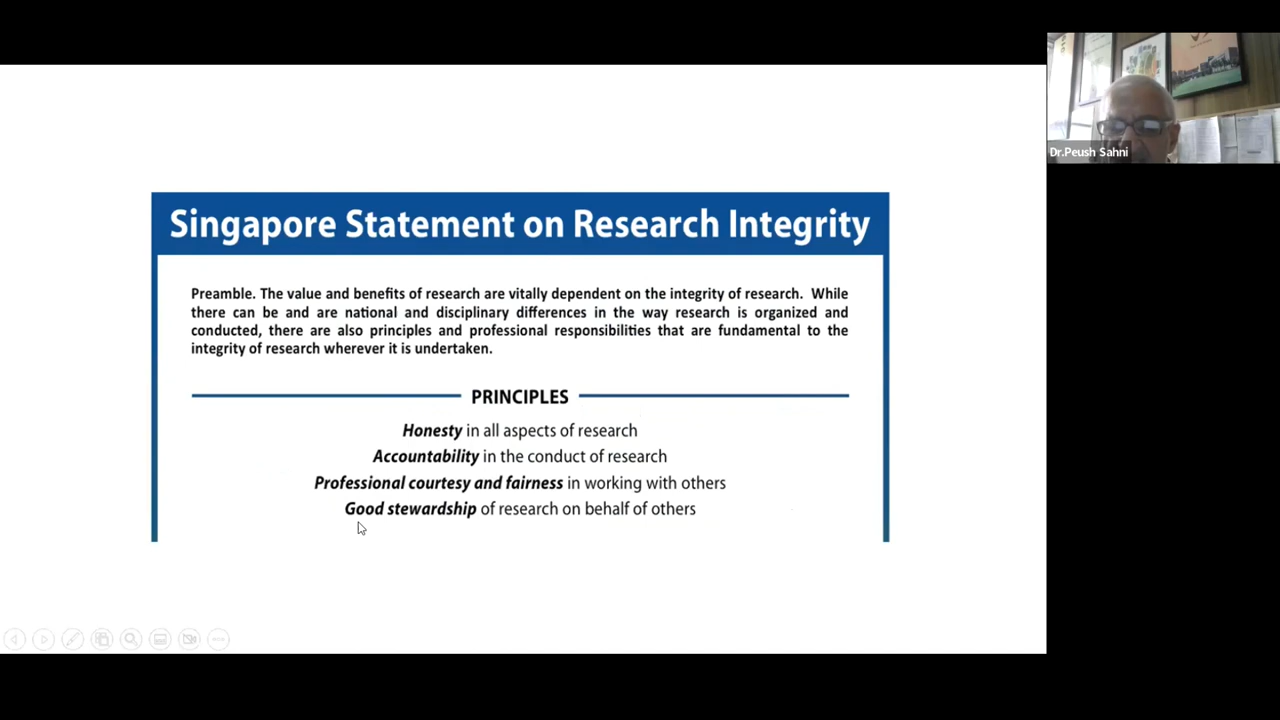 Singapore Statement on Research Integrity
Preamble. The value and benefits of research are vitally dependent on the integrity of research. While
there can be and are national and disciplinary differences in the way research is organized and
conducted, there are also principles and professional responsibilities that are fundamental to the
integrity of research wherever it is undertaken.
PRINCIPLES
Honesty in all aspects of research
Accountability in the conduct of research
Professional courtesy and fairness in working with others
Good stewardship of research on behalf of others
Dr.Peush Sahni